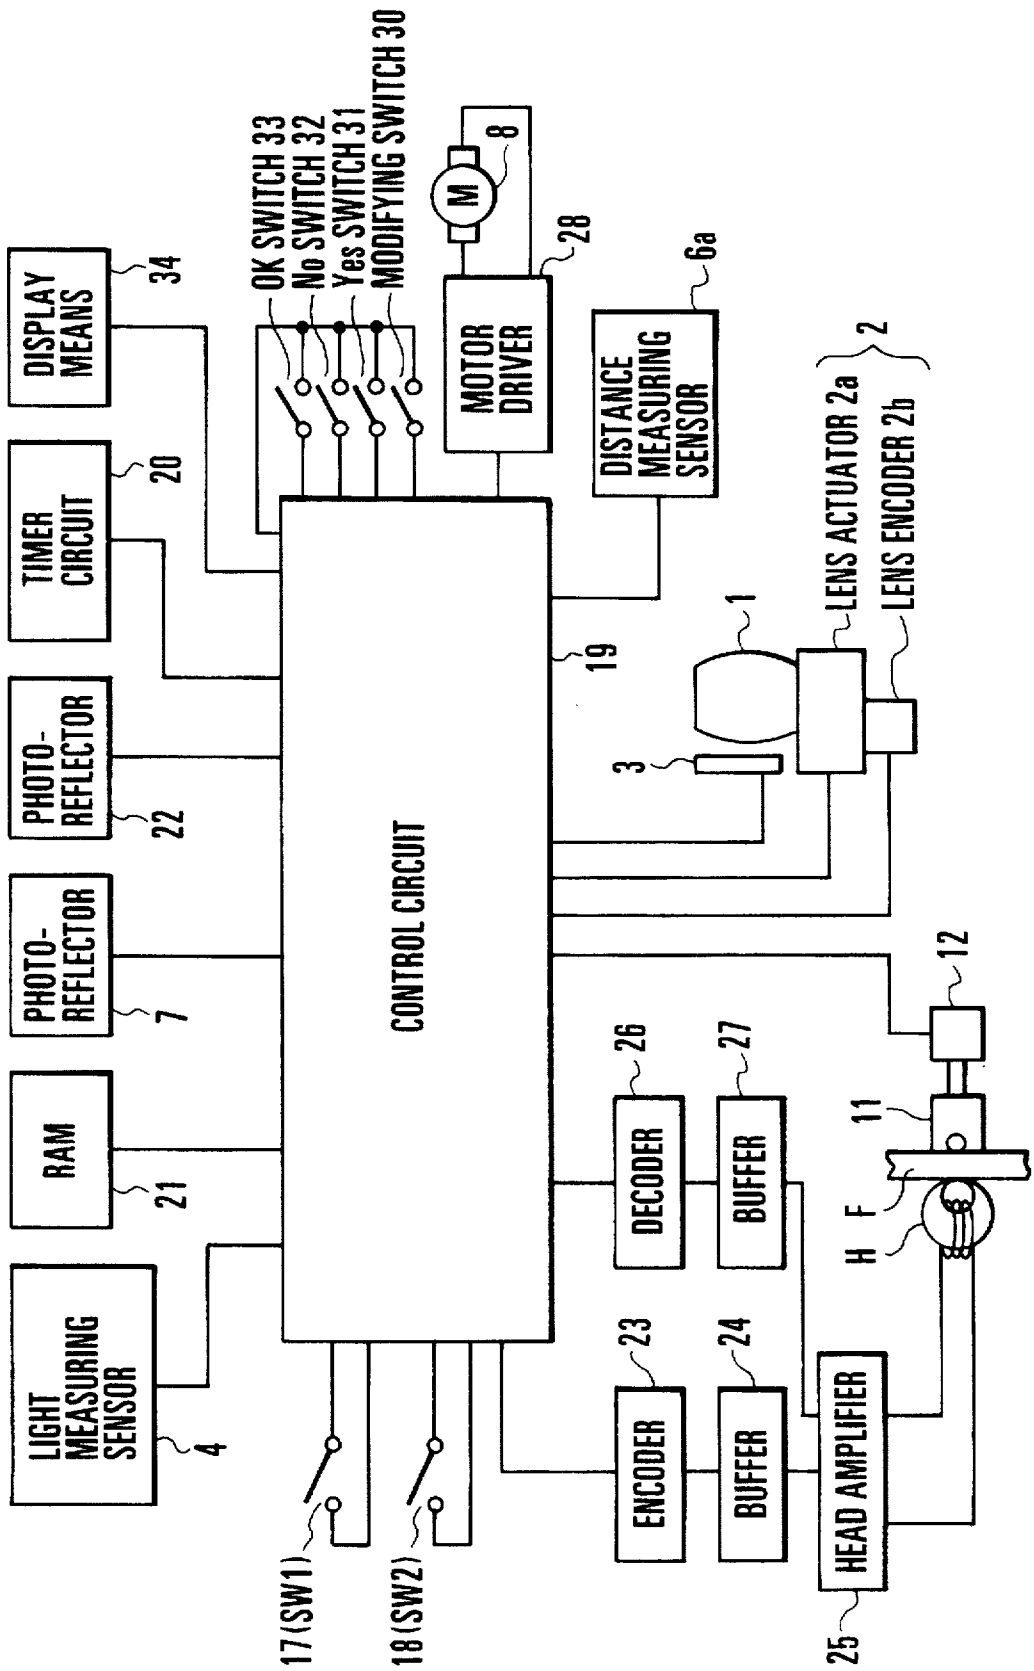 LIGHT
MEASURING
SENSOR
4
RAM
21
PHOTO-
REFLECTOR
7
PHOTO-
REFLECTOR
22
TIMER
CIRCUIT
20
DISPLAY
MEANS
34
17(SW1)
18(SW2)
CONTROL CIRCUIT
19
OK SWITCH 33
No SWITCH 32
Yes SWITCH 31
MODIFYING SWITCH 30
MOTOR
DRIVER
28
M
8
DISTANCE
MEASURING
SENSOR
6a
ENCODER
23
BUFFER
24
HEAD AMPLIFIER
25
DECODER
26
BUFFER
27
H
F
11
12
3
1
LENS ACTUATOR 2a
LENS ENCODER 2b
2